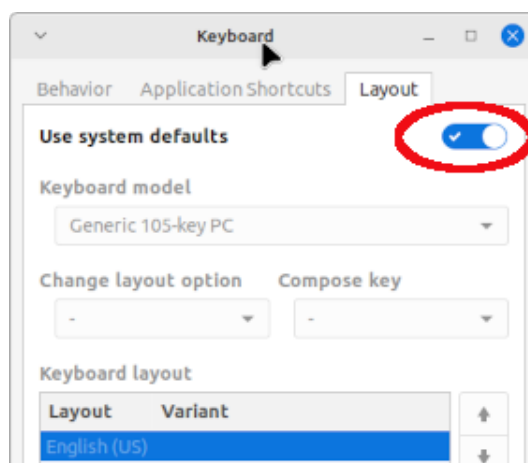 Keyboard
Behavior Application Shortcuts Layout
Use system defaults
Keyboard model
Generic 105-key PC
Change layout option Compose key
- -
Keyboard layout
Layout Variant
English (US)